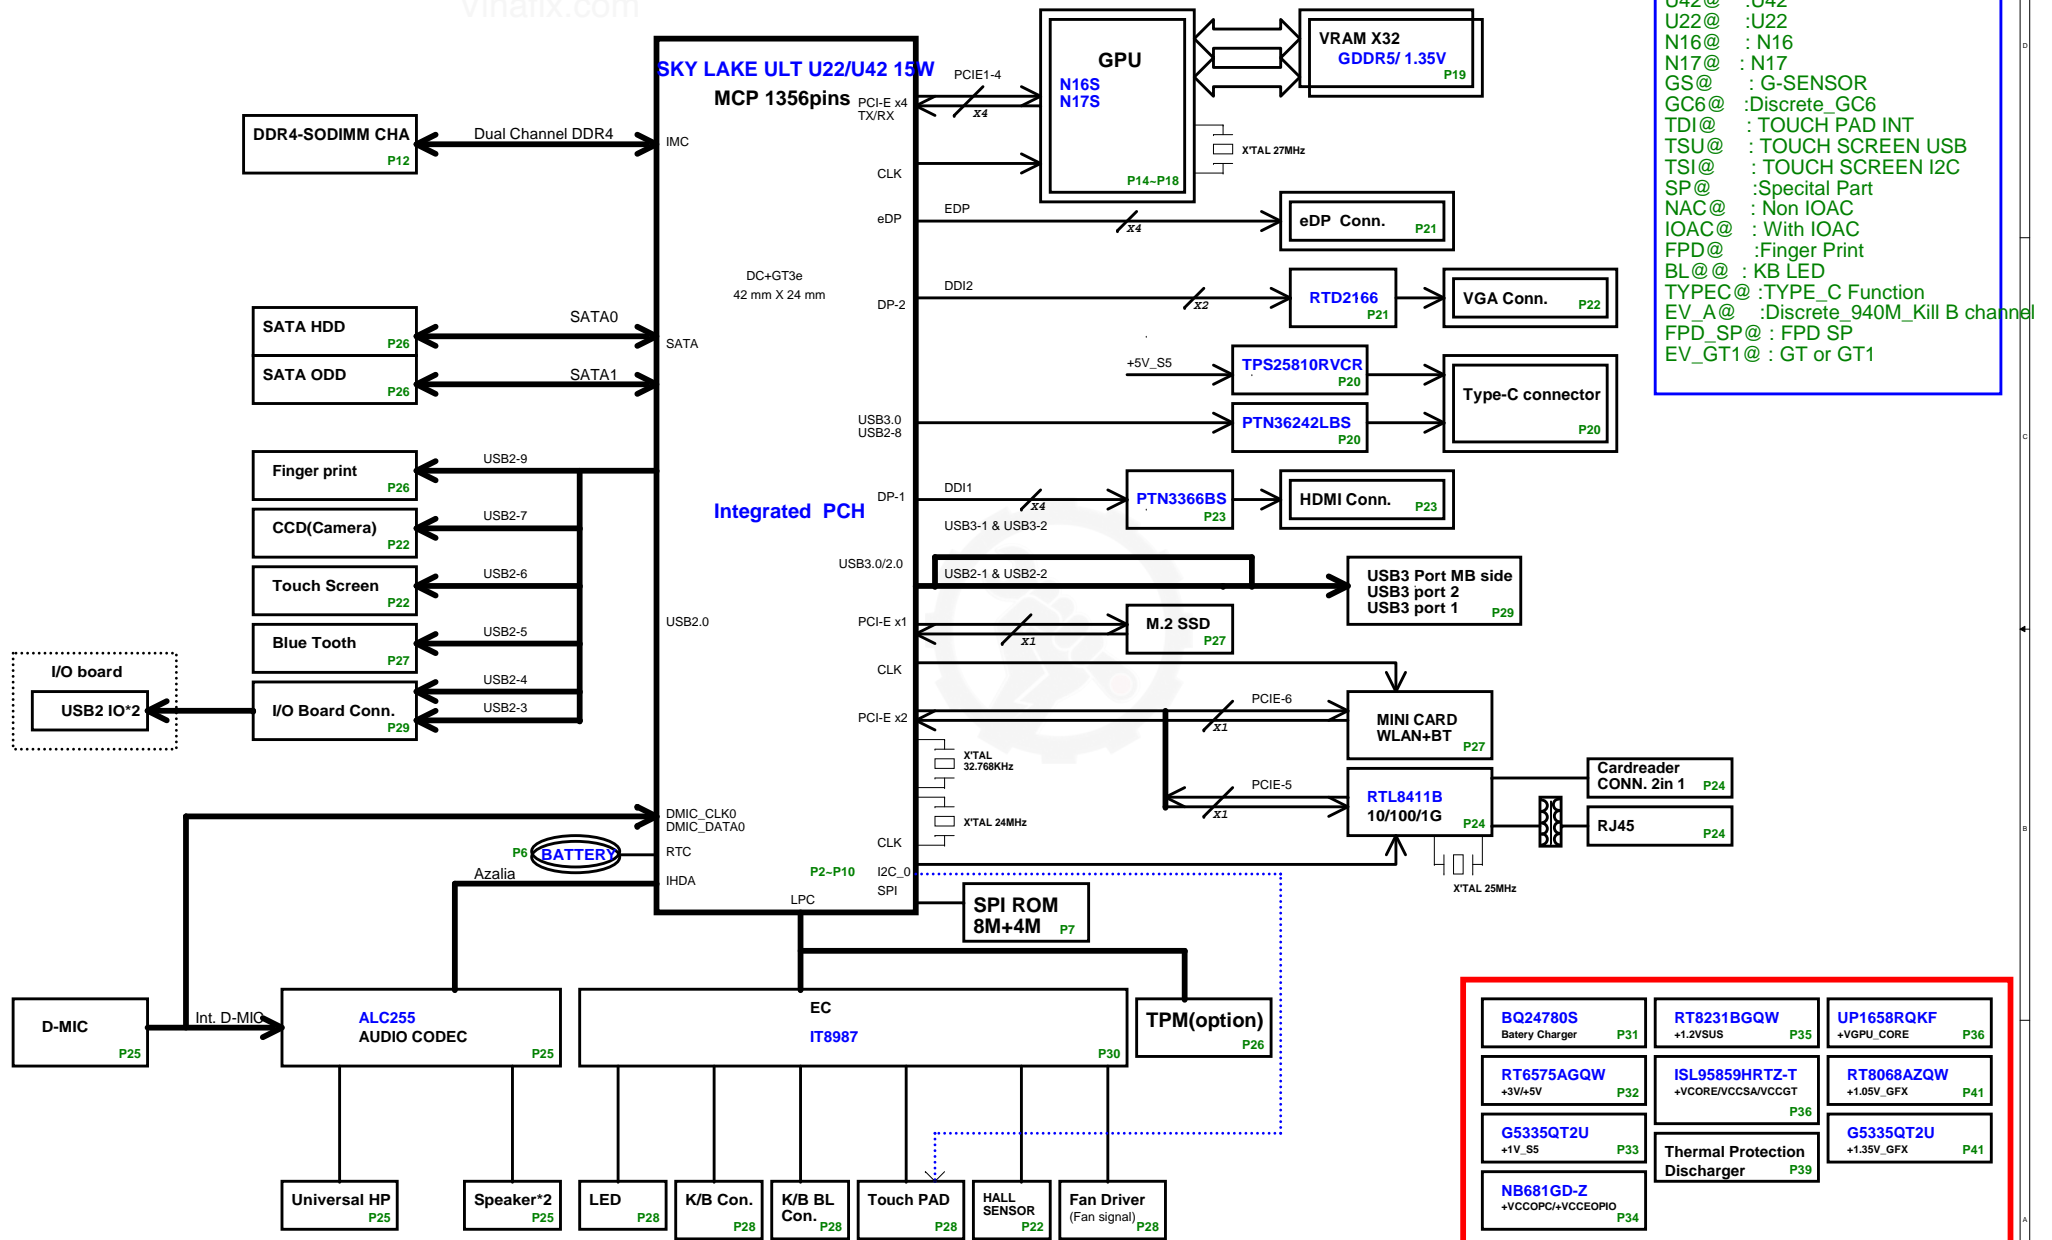 Vinafix.com
U42@ :U42
U22@ :U22
N16@ : N16
N17@ : N17
GS@ : G-SENSOR
GC6@ :Discrete_GC6
TDI@ : TOUCH PAD INT
TSU@ : TOUCH SCREEN USB
TSI@ : TOUCH SCREEN I2C
SP@ :Specital Part
NAC@ : Non IOAC
IOAC@ : With IOAC
FPD@ :Finger Print
BL@@ : KB LED
TYPEC@ :TYPE_C Function
EV_A@ :Discrete_940M_Kill B channel
FPD_SP@ : FPD SP
EV_GT1@ : GT or GT1
SKY LAKE ULT U22/U42 15W
MCP 1356pins
PCI-E x4
TX/RX
PCIE1-4
x4
GPU
N16S
N17S
P14~P18
VRAM X32
GDDR5/ 1.35V
P19
X'TAL 27MHz
DDR4-SODIMM CHA
P12
Dual Channel DDR4
IMC
CLK
eDP
EDP
x4
eDP Conn.
P21
DC+GT3e
42 mm X 24 mm
DP-2
DDI2
x2
RTD2166
P21
VGA Conn.
P22
SATA HDD
P26
SATA0
SATA
SATA ODD
P26
SATA1
+5V_S5
TPS25810RVCR
P20
Type-C connector
P20
USB3.0
USB2-8
PTN36242LBS
P20
Finger print
P26
USB2-9
CCD(Camera)
P22
USB2-7
Touch Screen
P22
USB2-6
Blue Tooth
P27
USB2-5
I/O Board Conn.
P29
USB2-4
USB2-3
I/O board
USB2 IO*2
USB2.0
Integrated PCH
DP-1
DDI1
x4
PTN3366BS
P23
HDMI Conn.
P23
USB3-1 & USB3-2
USB3.0/2.0
USB2-1 & USB2-2
USB3 Port MB side
USB3 port 2
USB3 port 1
P29
PCI-E x1
x1
M.2 SSD
P27
CLK
PCI-E x2
PCIE-6
x1
MINI CARD
WLAN+BT
P27
X'TAL
32.768KHz
X'TAL 24MHz
PCIE-5
x1
RTL8411B
10/100/1G
P24
Cardreader
CONN. 2in 1
P24
RJ45
P24
X'TAL 25MHz
DMIC_CLK0
DMIC_DATA0
P6
BATTERY
RTC
Azalia
IHDA
P2~P10
CLK
I2C_0
SPI
LPC
SPI ROM
8M+4M
P7
D-MIC
P25
Int. D-MIC
ALC255
AUDIO CODEC
P25
EC
IT8987
P30
TPM(option)
P26
Universal HP
P25
Speaker*2
P25
LED
P28
K/B Con.
P28
K/B BL
Con.
P28
Touch PAD
P28
HALL
SENSOR
P22
Fan Driver
(Fan signal)
P28
BQ24780S
Batery Charger
P31
RT8231BGQW
+1.2VSUS
P35
UP1658RQKF
+VGPU_CORE
P36
RT6575AGQW
+3V/+5V
P32
ISL95859HRTZ-T
+VCORE/VCCSA/VCCGT
P36
RT8068AZQW
+1.05V_GFX
P41
G5335QT2U
+1V_S5
P33
Thermal Protection
Discharger
P39
G5335QT2U
+1.35V_GFX
P41
NB681GD-Z
+VCCOPC/+VCCEOPIO
P34
D
C
B
A